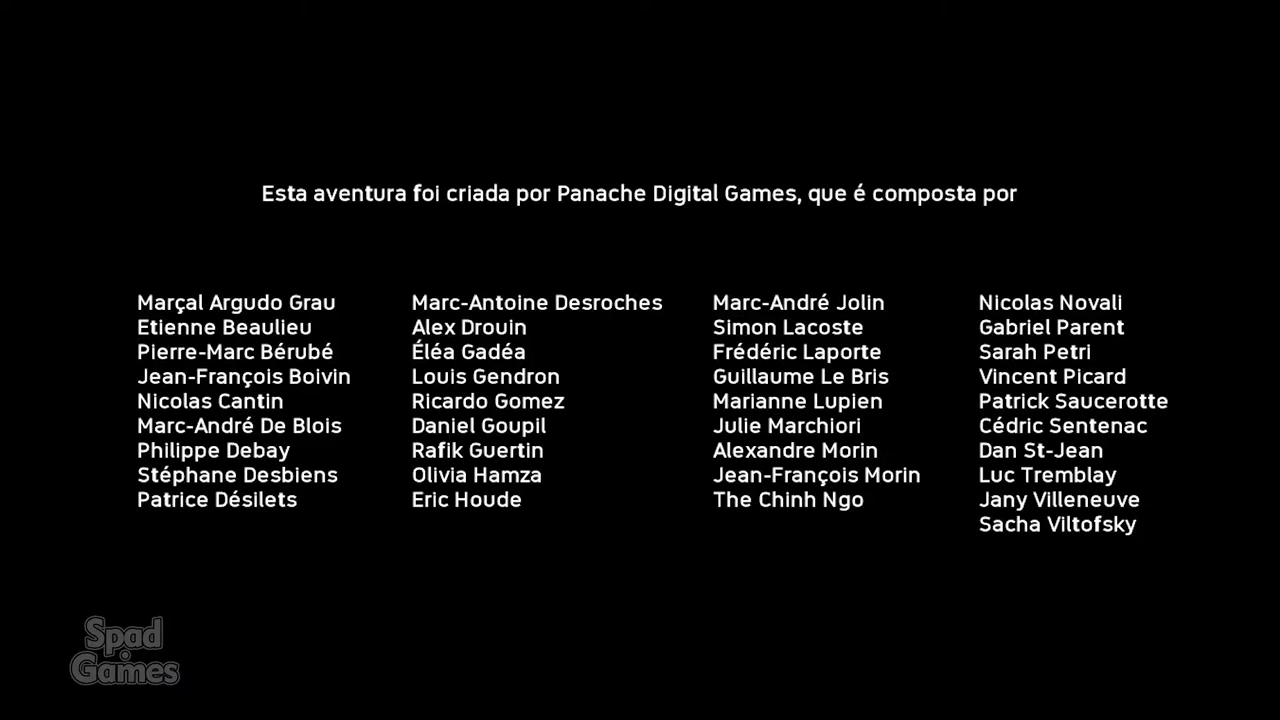 Esta aventura foi criada por Panache Digital Games, que é composta por
Marçal Argudo Grau
Etienne Beaulieu
Pierre-Marc Bérubé
Jean-François Boivin
Nicolas Cantin
Marc-André De Blois
Philippe Debay
Stéphane Desbiens
Patrice Désilets
Marc-Antoine Desroches
Alex Drouin
Éléa Gadéa
Louis Gendron
Ricardo Gomez
Daniel Goupil
Rafik Guertin
Olivia Hamza
Eric Houde
Marc-André Jolin
Simon Lacoste
Frédéric Laporte
Guillaume Le Bris
Marianne Lupien
Julie Marchiori
Alexandre Morin
Jean-François Morin
The Chinh Ngo
Nicolas Novali
Gabriel Parent
Sarah Petri
Vincent Picard
Patrick Saucerotte
Cédric Sentenac
Dan St-Jean
Luc Tremblay
Jany Villeneuve
Sacha Viltofsky
Spad
Games